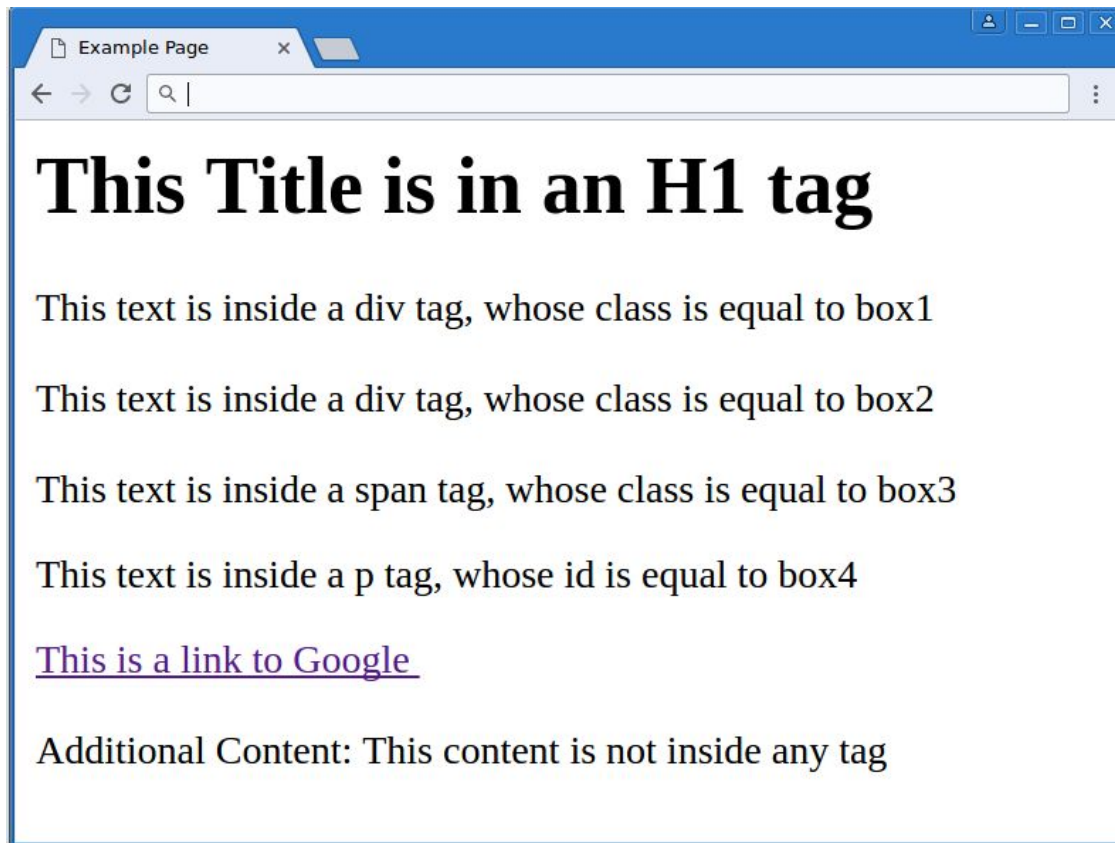 Example Page
This Title is in an H1 tag
This text is inside a div tag, whose class is equal to box1
This text is inside a div tag, whose class is equal to box2
This text is inside a span tag, whose class is equal to box3
This text is inside a p tag, whose id is equal to box4
This is a link to Google
Additional Content: This content is not inside any tag